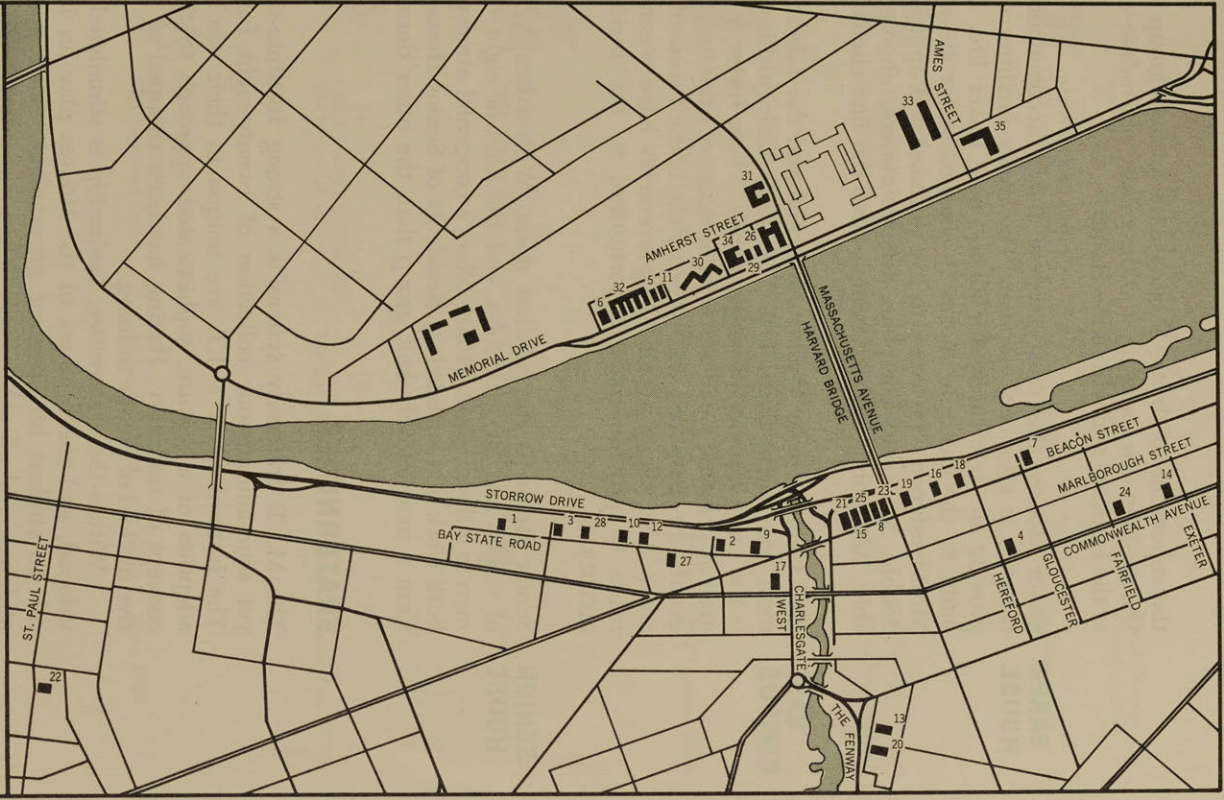 AMES STREET
33
35
31
AMHERST STREET
34
26
30
29
5
11
32
6
MEMORIAL DRIVE
MASSACHUSETTS AVENUE
HARVARD BRIDGE
7
BEACON STREET
MARLBOROUGH STREET
18
16
19
23
25
21
8
15
14
24
COMMONWEALTH AVENUE
EXETER
FAIRFIELD
GLOUCESTER
HEREFORD
4
STORROW DRIVE
1
3
28
10
12
BAY STATE ROAD
2
9
27
17
WEST
CHARLESGATE
ST. PAUL STREET
22
THE FENWAY
13
20